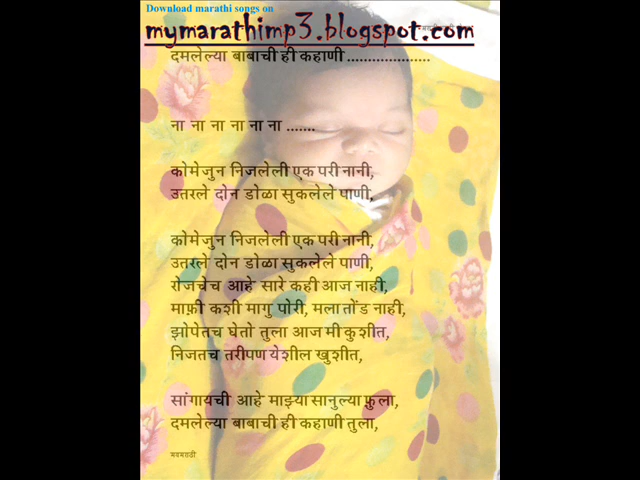 Download marathi songs on
mymarathimp3.blogspot.com
दमलेल्या बाबाची ही कहाणी ....................
ना ना ना ना ना ना .......
कोमेजुन निजलेली एक परी नानी,
उतरले दोन डोळा सुकलेले पाणी,
कोमेजुन निजलेली एक परी नानी,
उतरले दोन डोळा सुकलेले पाणी,
रोजचेच आहे सारे कही आज नाही,
माफ़ी कशी मागु पोरी, मला तोंड नाही,
झोपेतच घेतो तुला आज मी कुशीत,
निजतच तरीपण येशील खुशीत,
सांगायची आहे माझ्या सानुल्या फ़ुला,
दमलेल्या बाबाची ही कहाणी तुला,